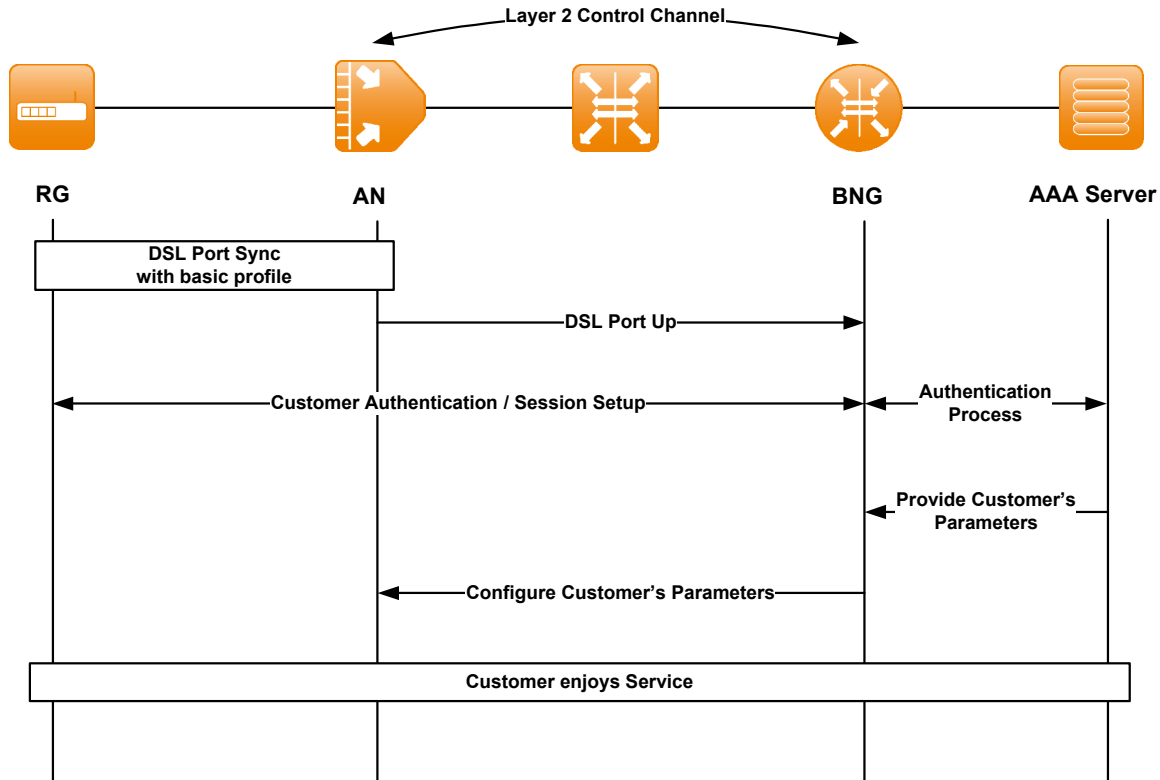 Layer 2 Control Channel
RG
AN
BNG
AAA Server
DSL Port Sync
with basic profile
DSL Port Up
Customer Authentication / Session Setup
Authentication
Process
Provide Customer’s
Parameters
Configure Customer’s Parameters
Customer enjoys Service